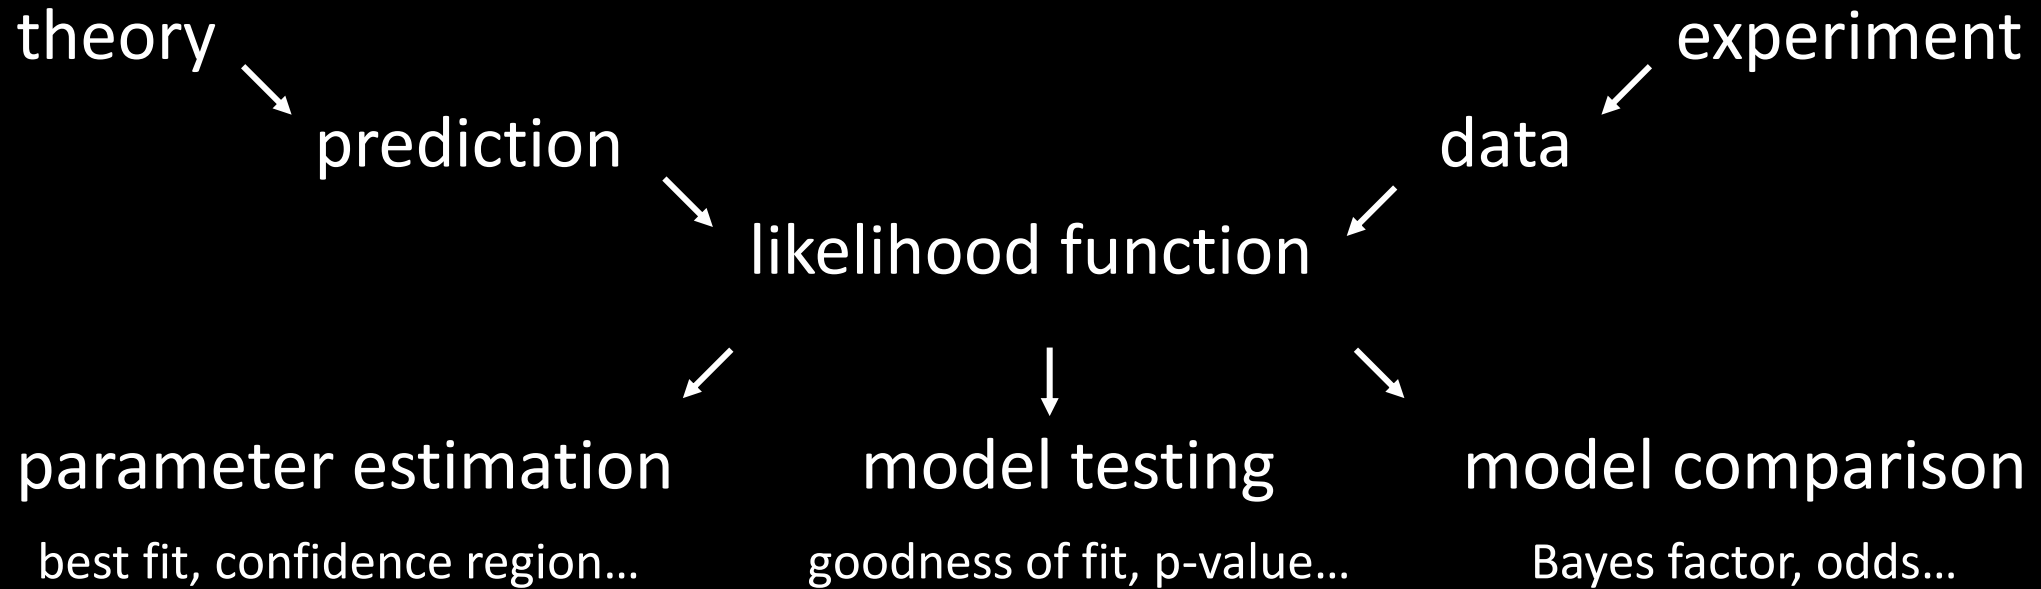 theory
experiment
prediction
data
likelihood function
parameter estimation
model testing
model comparison
best fit, confidence region...
goodness of fit, p-value...
Bayes factor, odds...